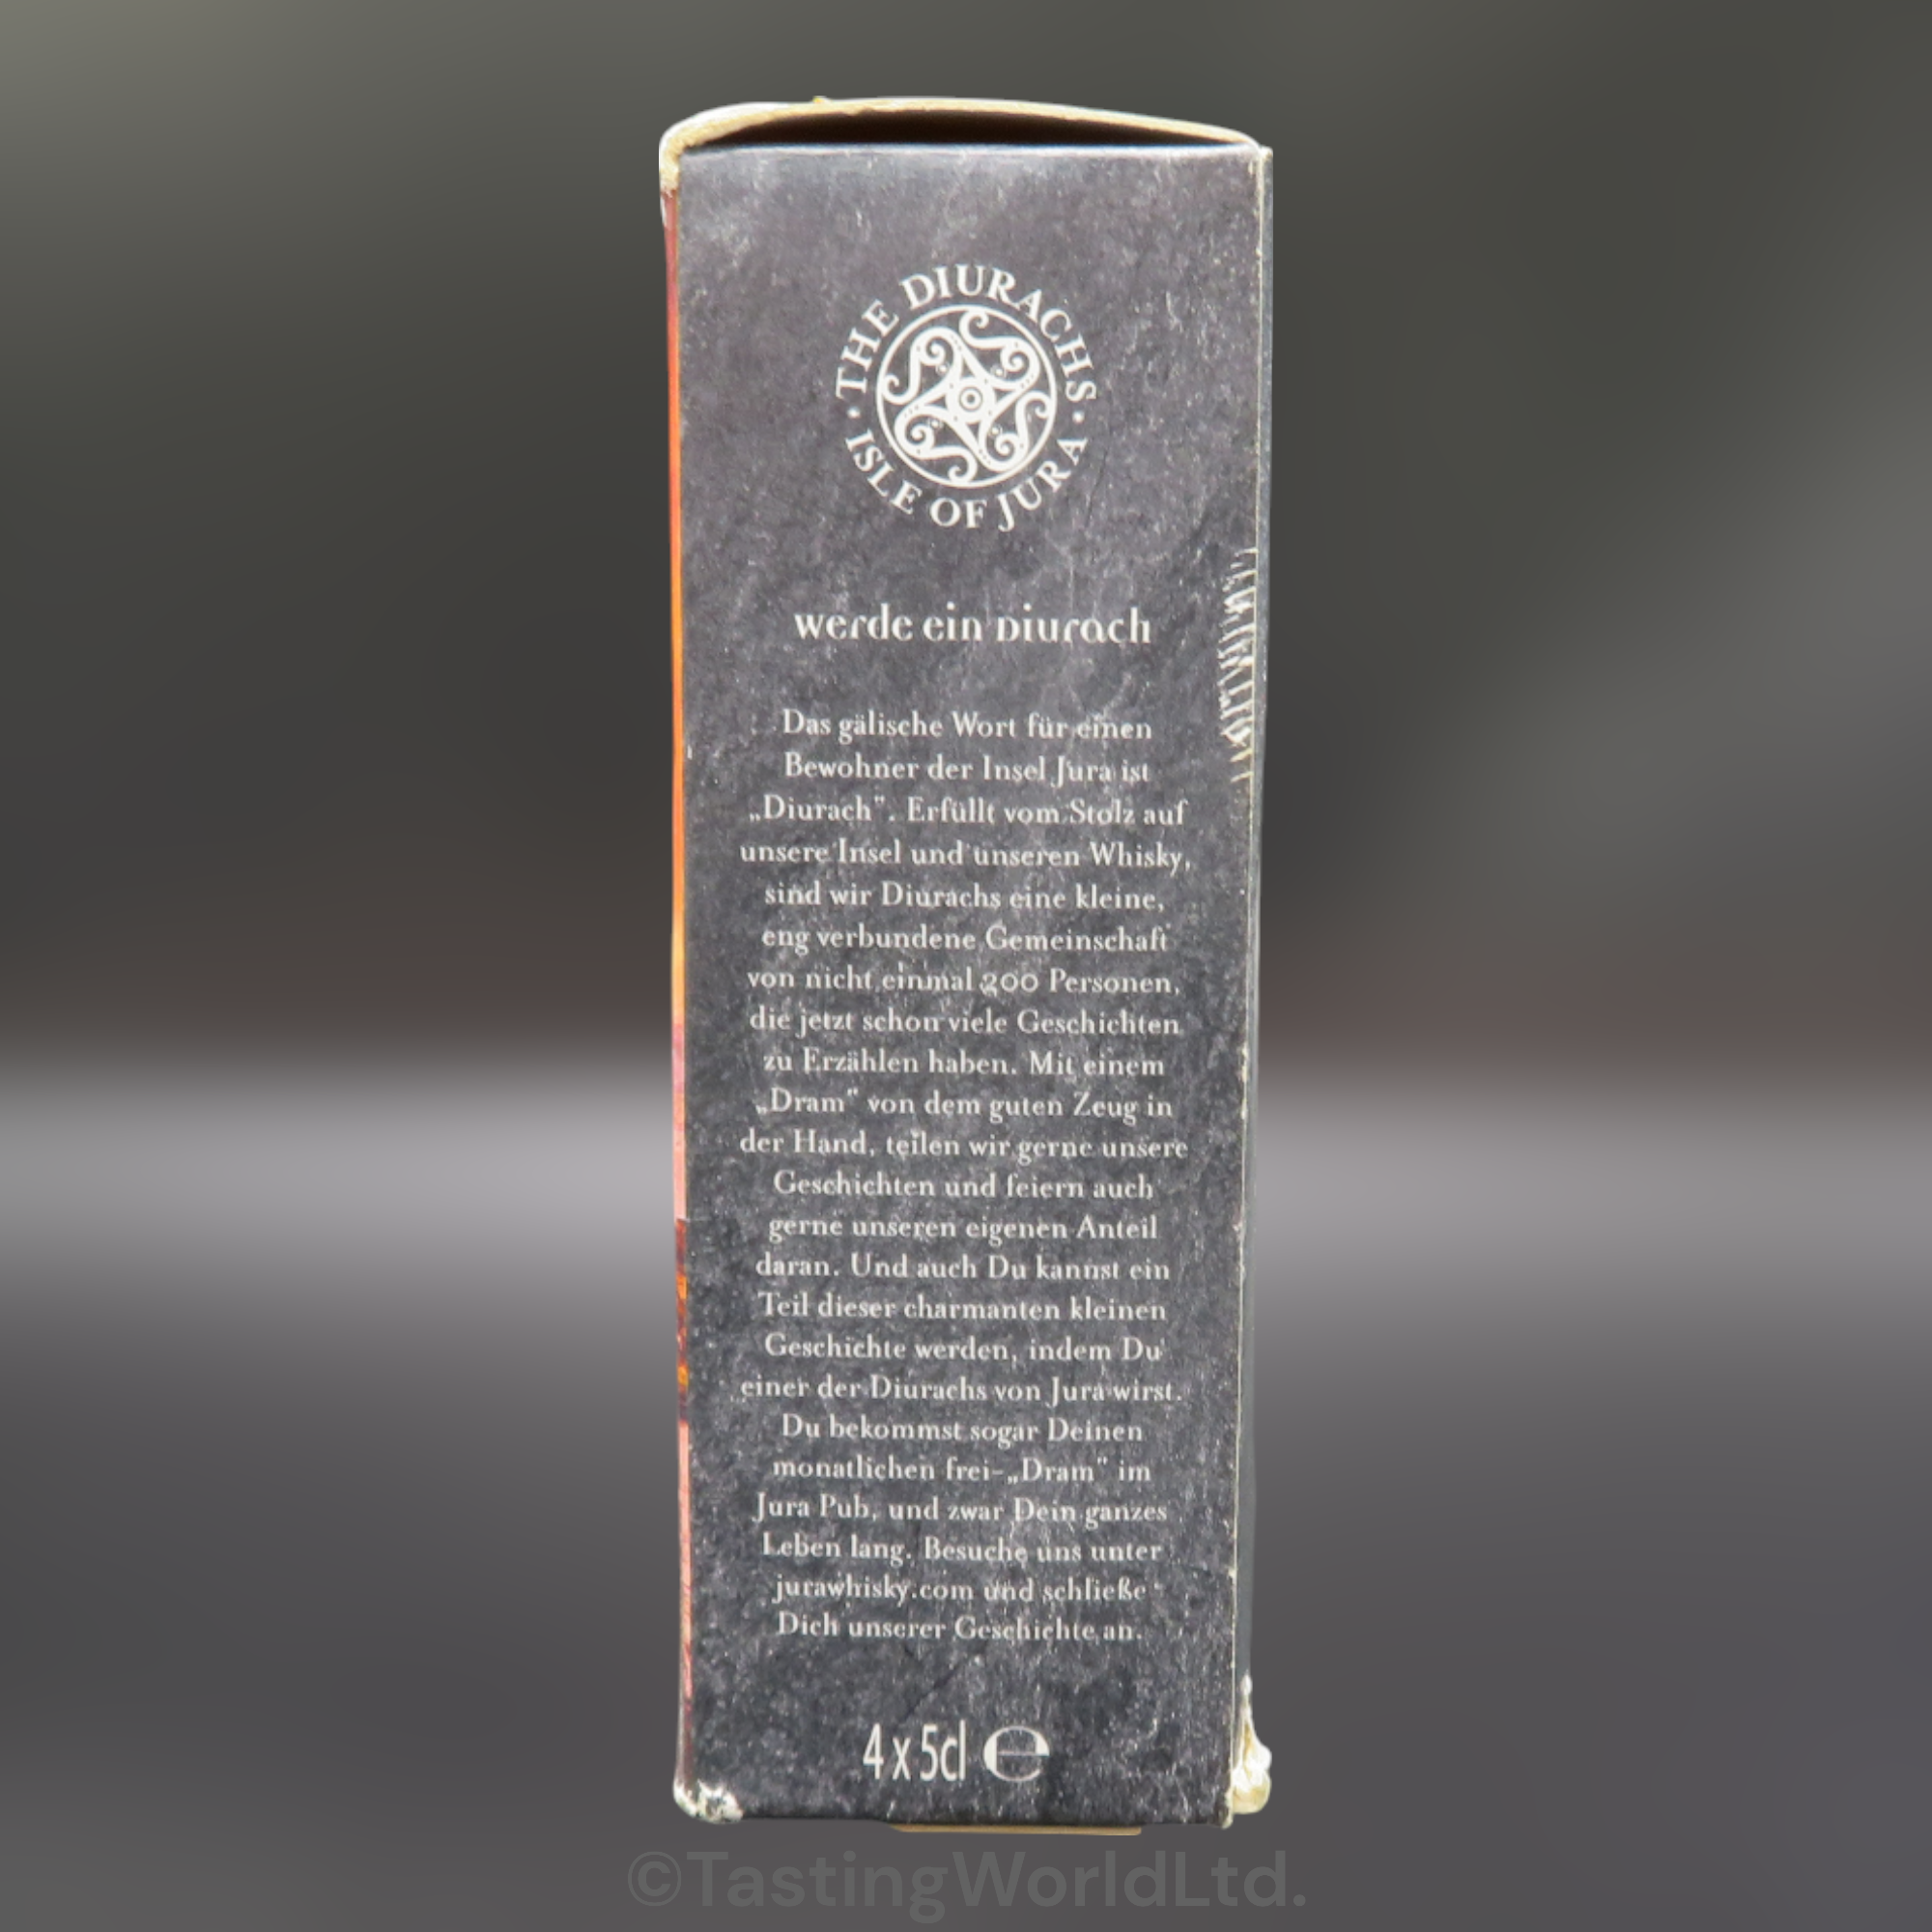 THE DIURACHS
ISLE OF JURA
werde ein Diurach
Das gälische Wort für einen
Bewohner der Insel Jura ist
„Diurach". Erfüllt vom Stolz auf
unsere Insel und unseren Whisky,
sind wir Diurachs eine kleine,
eng verbundene Gemeinschaft
von nicht einmal 200 Personen,
die jetzt schon viele Geschichten
zu Erzählen haben. Mit einem
„Dram" von dem guten Zeug in
der Hand, teilen wir gerne unsere
Geschichten und feiern auch
gerne unseren eigenen Anteil
daran. Und auch Du kannst ein
Teil dieser charmanten kleinen
Geschichte werden, indem Du
einer der Diurachs von Jura wirst.
Du bekommst sogar Deinen
monatlichen frei-„Dram" im
Jura Pub, und zwar Dein ganzes
Leben lang. Besuche uns unter
jurawhisky.com und schließe
Dich unserer Geschichte an.
4 x 5cl ℮
©TastingWorldLtd.